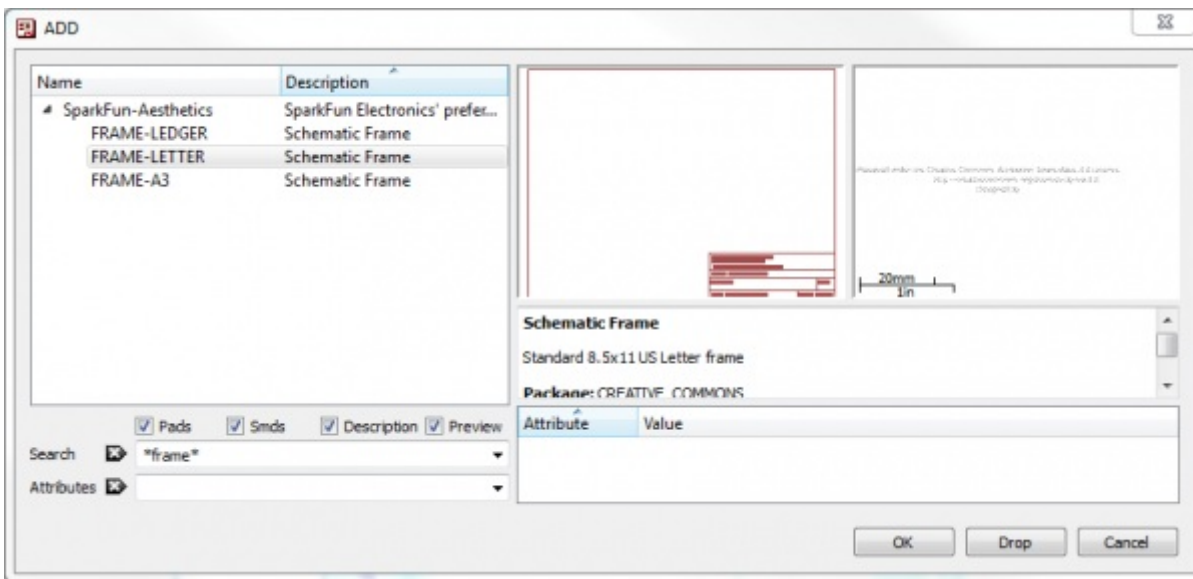 ADD
Name Description
SparkFun-Aesthetics SparkFun Electronics' prefer...
FRAME-LEDGER Schematic Frame
FRAME-LETTER Schematic Frame
FRAME-A3 Schematic Frame
20mm
1in
Schematic Frame
Standard 8.5x11 US Letter frame
Package: CREATIVE_COMMONS
Pads Smds Description Preview
Search *frame*
Attributes
Attribute Value
OK Drop Cancel